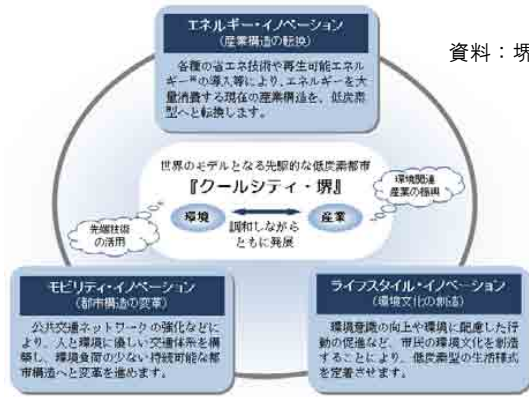 エネルギー・イノベーション
（産業構造の転換）
各種の省エネ技術や再生可能エネル
ギー※の導入等により、エネルギーを大
量消費する現在の産業構造を、低炭素
型へと転換します。
資料：堺
世界のモデルとなる先駆的な低炭素都市
『クールシティ・堺』
環境関連
産業の振興
環境
産業
調和しながら
ともに発展
先端技術
の活用
モビリティ・イノベーション
（都市構造の変革）
公共交通ネットワークの強化などに
より、人と環境に優しい交通体系を構
築し、環境負荷の少ない持続可能な都
市構造へと変革を進めます。
ライフスタイル・イノベーション
（環境文化の創造）
環境意識の向上や環境に配慮した行
動の促進など、市民の環境文化を創造
することにより、低炭素型の生活様式
を定着させます。